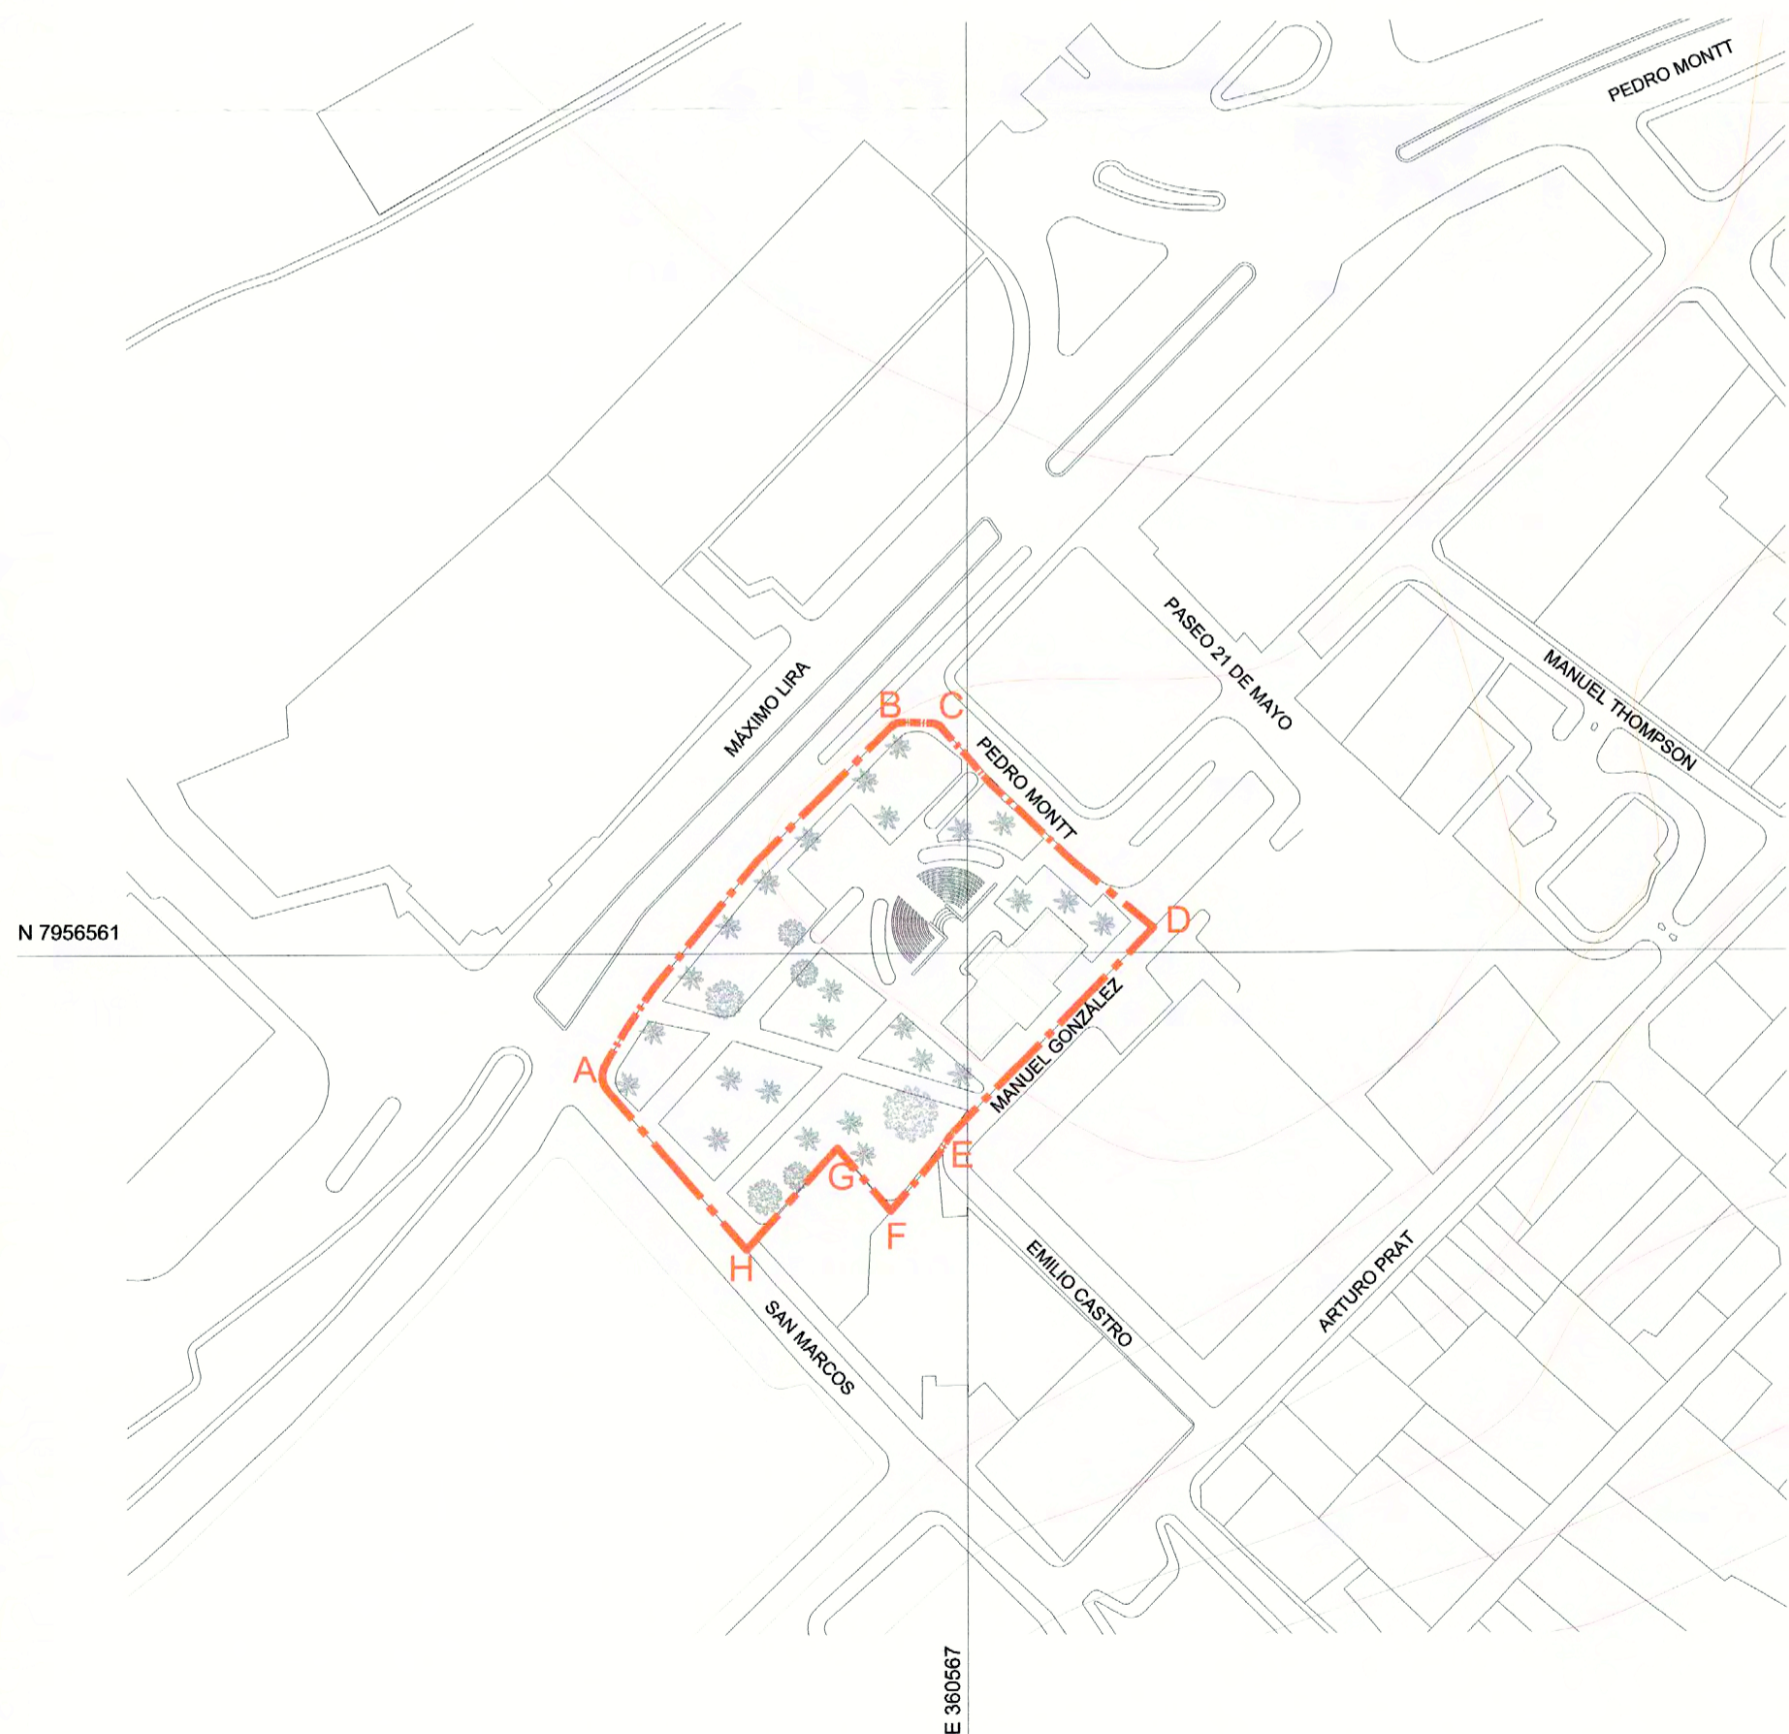 PEDRO MONTT
PASEO 21 DE MAYO
MANUEL THOMPSON
MÁXIMO LIRA
B
C
PEDRO MONTT
D
N 7956561
MANUEL GONZÁLEZ
A
E
G
F
H
EMILIO CASTRO
ARTURO PRAT
SAN MARCOS
E 360567